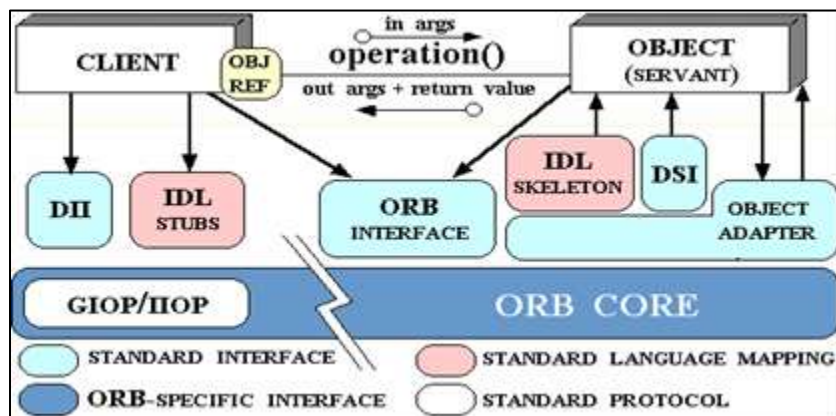 in args
CLIENT
OBJ
REF
operation()
OBJECT
(SERVANT)
out args + return value
DII
IDL
STUBS
ORB
INTERFACE
IDL
SKELETON
DSI
OBJECT
ADAPTER
GIOP/IIOP
ORB CORE
STANDARD INTERFACE
STANDARD LANGUAGE MAPPING
ORB-SPECIFIC INTERFACE
STANDARD PROTOCOL